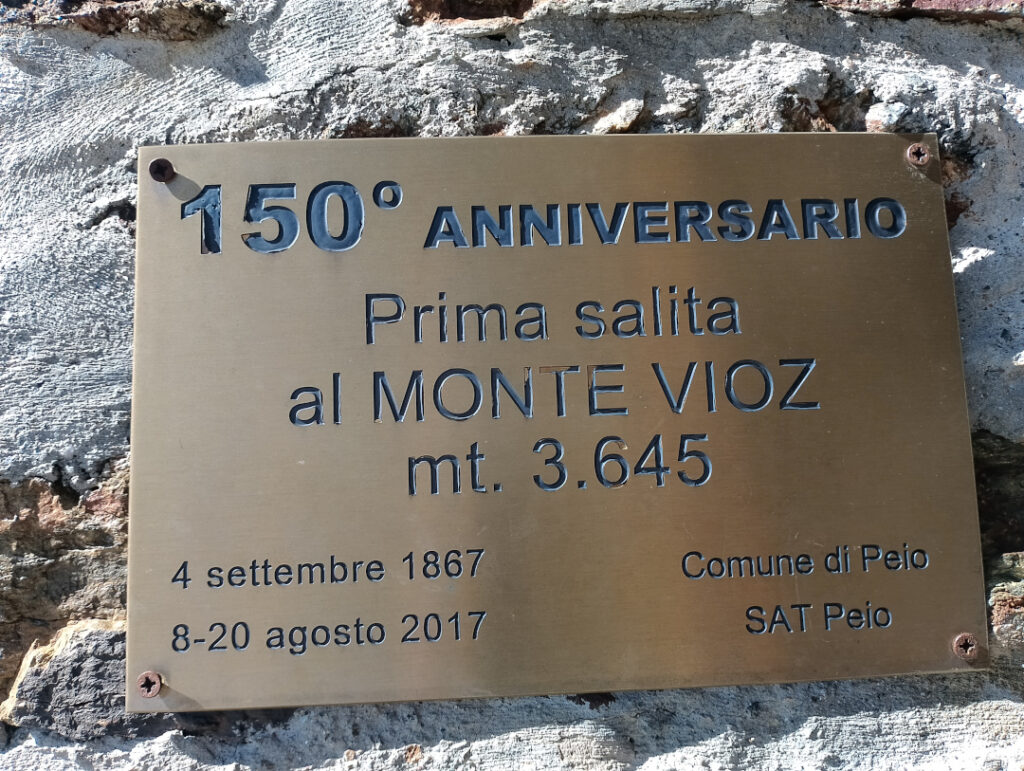 150° ANNIVERSARIO
Prima salita
al MONTE VIOZ
mt. 3.645
4 settembre 1867
8-20 agosto 2017
Comune di Peio
SAT Peio